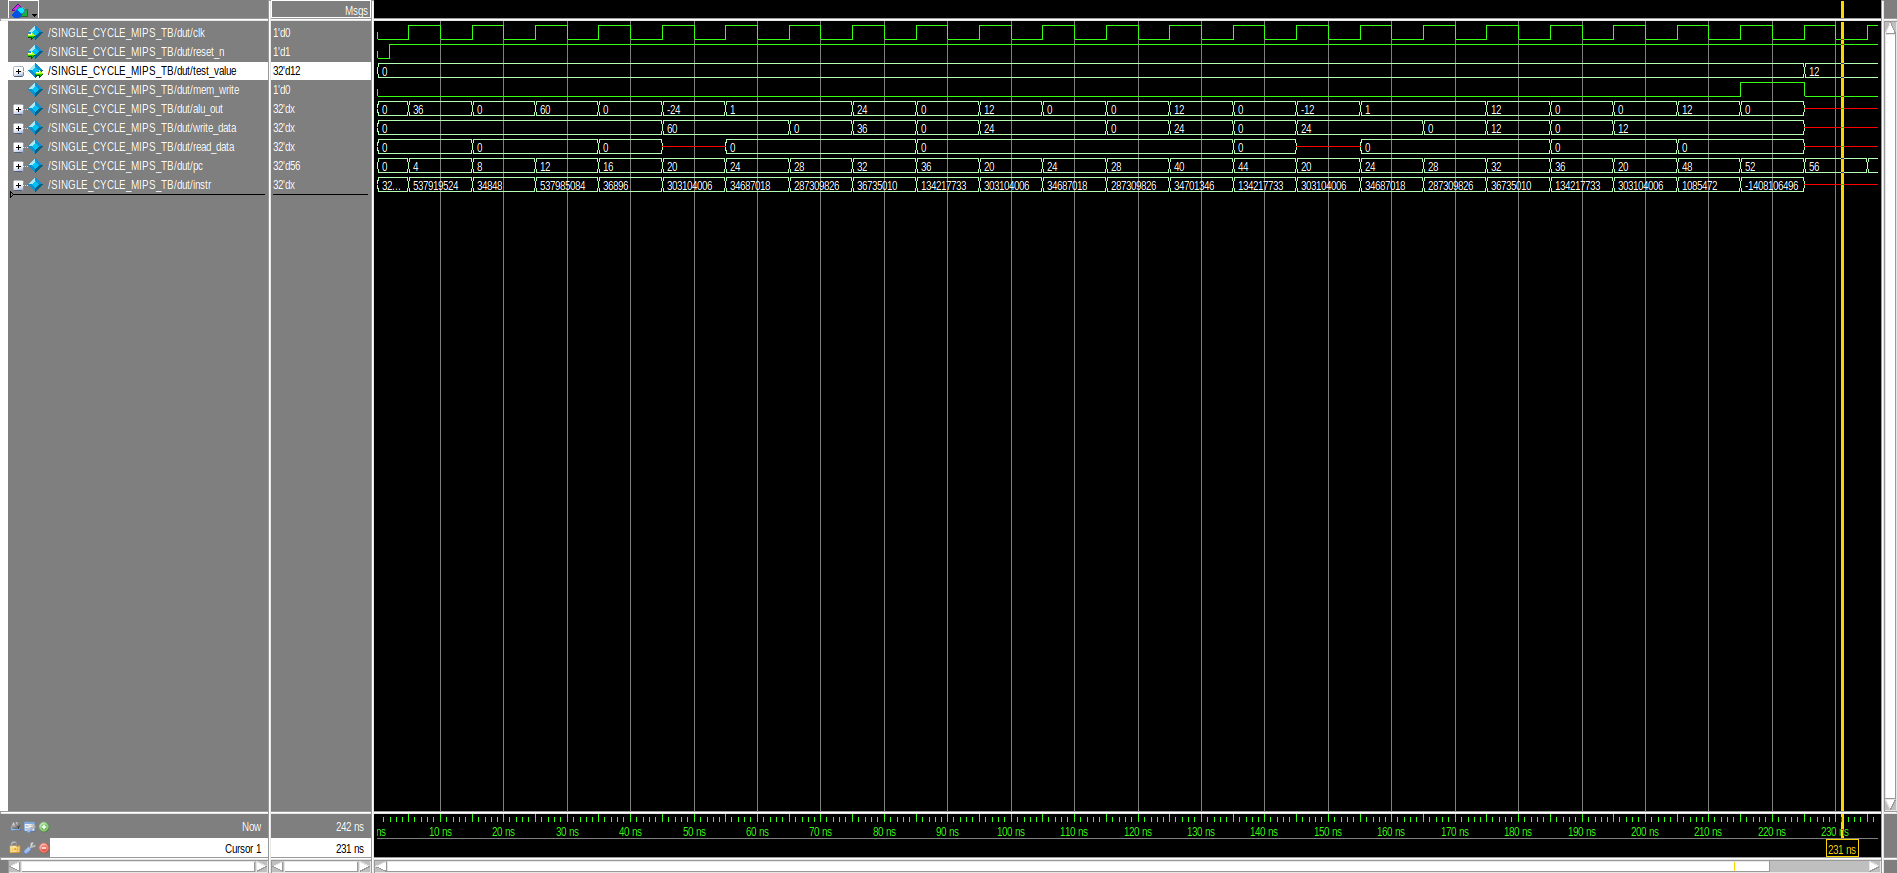 Msgs
/SINGLE_CYCLE_MIPS_TB/dut/clk 1'd0
/SINGLE_CYCLE_MIPS_TB/dut/reset_n 1'd1
/SINGLE_CYCLE_MIPS_TB/dut/test_value 32'd12 0 12
/SINGLE_CYCLE_MIPS_TB/dut/mem_write 1'd0
/SINGLE_CYCLE_MIPS_TB/dut/alu_out 32'dx 0 36 0 60 0 -24 1 24 0 12 0 0 12 0 -12 1 12 0 0 12 0
/SINGLE_CYCLE_MIPS_TB/dut/write_data 32'dx 0 60 0 36 0 24 0 24 0 24 0 12 0 12
/SINGLE_CYCLE_MIPS_TB/dut/read_data 32'dx 0 0 0 0 0 0 0 0 0
/SINGLE_CYCLE_MIPS_TB/dut/pc 32'd56 0 4 8 12 16 20 24 28 32 36 20 24 28 40 44 20 24 28 32 36 20 48 52 56
/SINGLE_CYCLE_MIPS_TB/dut/instr 32'dx 32... 537919524 34848 537985084 36896 303104006 34687018 287309826 36735010 134217733 303104006 34687018 287309826 34701346 134217733 303104006 34687018 287309826 36735010 134217733 303104006 1085472 -1408106496
Now 242 ns ns 10 ns 20 ns 30 ns 40 ns 50 ns 60 ns 70 ns 80 ns 90 ns 100 ns 110 ns 120 ns 130 ns 140 ns 150 ns 160 ns 170 ns 180 ns 190 ns 200 ns 210 ns 220 ns 230 ns
Cursor 1 231 ns 231 ns